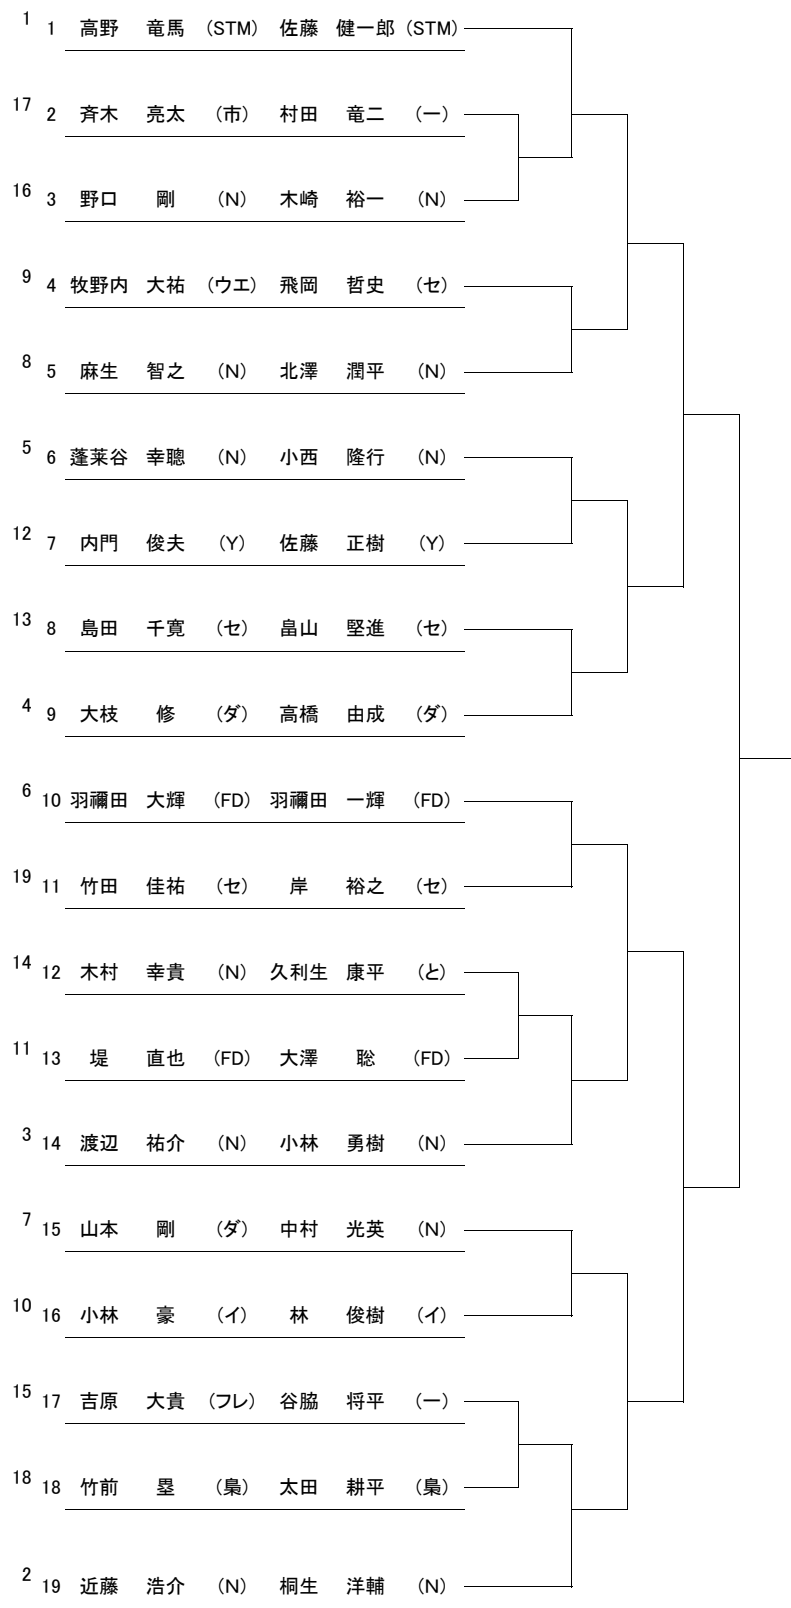 1 1 高野 竜馬 (STM) 佐藤 健一郎 (STM)
17 2 斉木 亮太 (市) 村田 竜二 (一)
16 3 野口 剛 (N) 木崎 裕一 (N)
9 4 牧野内 大祐 (ウエ) 飛岡 哲史 (セ)
8 5 麻生 智之 (N) 北澤 潤平 (N)
5 6 蓬莱谷 幸聰 (N) 小西 隆行 (N)
12 7 内門 俊夫 (Y) 佐藤 正樹 (Y)
13 8 島田 千寛 (セ) 畠山 堅進 (セ)
4 9 大枝 修 (ダ) 高橋 由成 (ダ)
6 10 羽禰田 大輝 (FD) 羽禰田 一輝 (FD)
19 11 竹田 佳祐 (セ) 岸 裕之 (セ)
14 12 木村 幸貴 (N) 久利生 康平 (と)
11 13 堤 直也 (FD) 大澤 聡 (FD)
3 14 渡辺 祐介 (N) 小林 勇樹 (N)
7 15 山本 剛 (ダ) 中村 光英 (N)
10 16 小林 豪 (イ) 林 俊樹 (イ)
15 17 吉原 大貴 (フレ) 谷脇 将平 (一)
18 18 竹前 塁 (梟) 太田 耕平 (梟)
2 19 近藤 浩介 (N) 桐生 洋輔 (N)